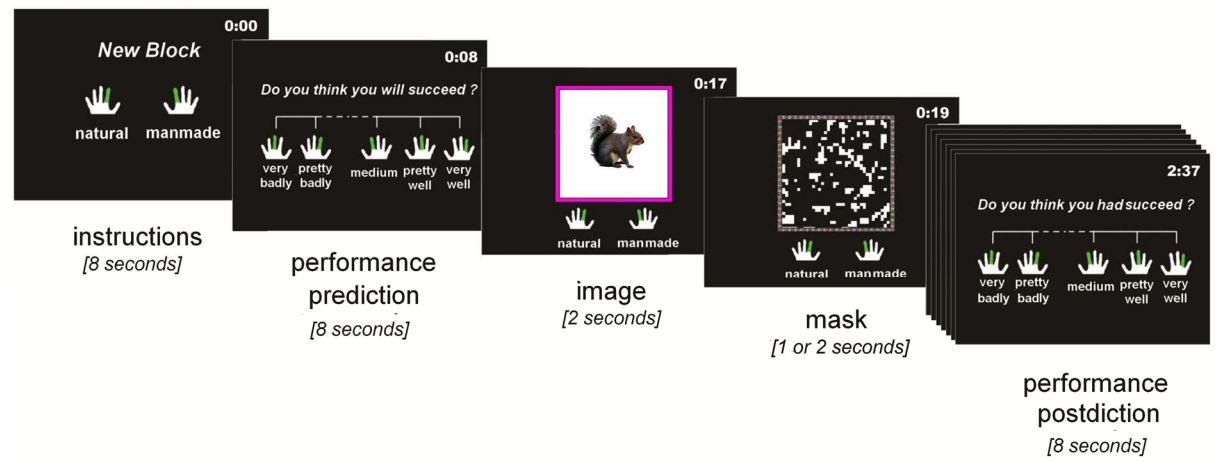 0:00
New Block
natural manmade
instructions
[8 seconds]
0:08
Do you think you will succeed ?
very badly pretty badly medium pretty well very well
performance
prediction
[8 seconds]
0:17
natural manmade
image
[2 seconds]
0:19
natural manmade
mask
[1 or 2 seconds]
2:37
Do you think you had succeed ?
very badly pretty badly medium pretty well very well
performance
postdiction
[8 seconds]